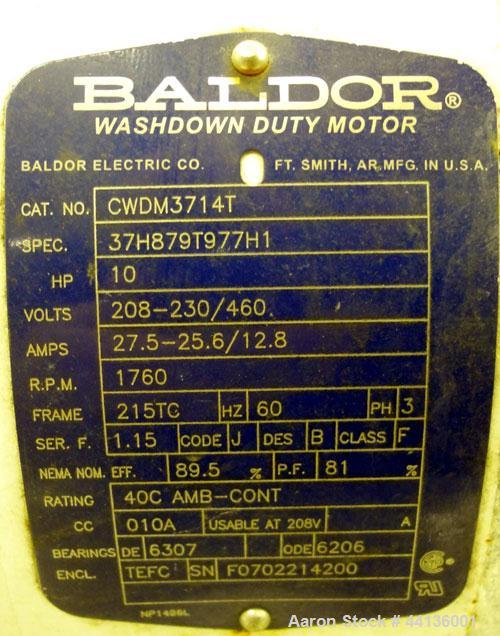 BALDOR®
WASHDOWN DUTY MOTOR
BALDOR ELECTRIC CO. FT. SMITH, AR. MFG. IN U.S.A.
CAT. NO. CWDM3714T
SPEC. 37H879T977H1
HP 10
VOLTS 208-230/460
AMPS 27.5-25.6/12.8
R.P.M. 1760
FRAME 215TC HZ 60 PH 3
SER. F. 1.15 CODE J DES B CLASS F
NEMA NOM. EFF. 89.5 % P.F. 81 %
RATING 40C AMB-CONT
CC 010A USABLE AT 208V A
BEARINGS DE 6307 ODE 6206
ENCL. TEFC SN F0702214200
NP1426L
Aaron Stock # 44136001